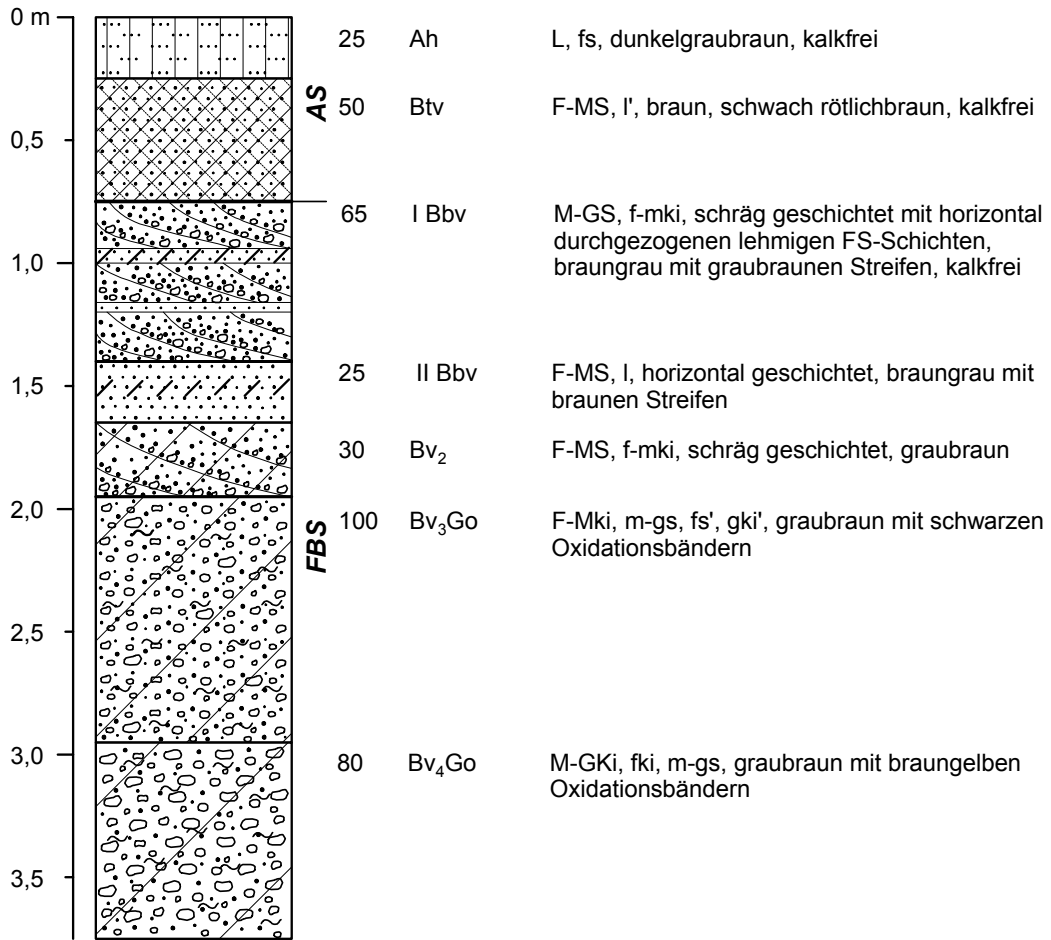 0 m
25 Ah L, fs, dunkelgraubraun, kalkfrei
AS
50 Btv F-MS, l', braun, schwach rötlichbraun, kalkfrei
0,5
65 I Bbv M-GS, f-mki, schräg geschichtet mit horizontal
durchgezogenen lehmigen FS-Schichten,
1,0
braungrau mit graubraunen Streifen, kalkfrei
25 II Bbv F-MS, l, horizontal geschichtet, braungrau mit
1,5
braunen Streifen
30 Bv₂ F-MS, f-mki, schräg geschichtet, graubraun
2,0
FBS
100 Bv₃Go F-Mki, m-gs, fs', gki', graubraun mit schwarzen
Oxidationsbändern
2,5
3,0
80 Bv₄Go M-GKi, fki, m-gs, graubraun mit braungelben
Oxidationsbändern
3,5